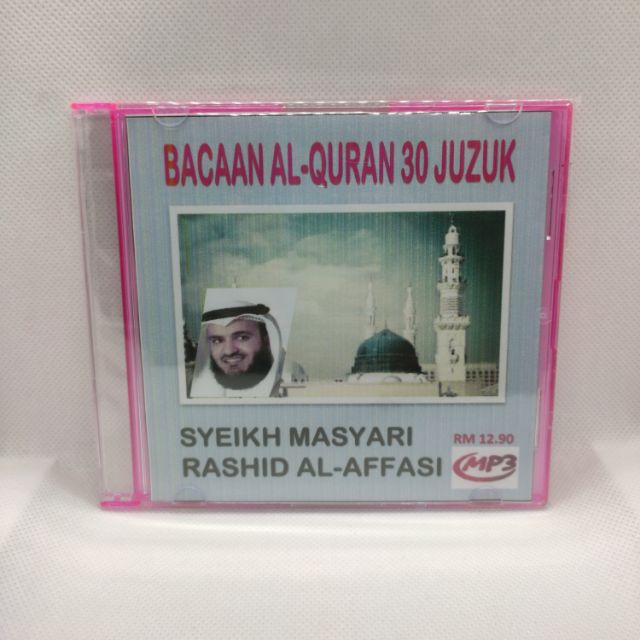 BACAAN AL-QURAN 30 JUZUK
SYEIKH MASYARI
RASHID AL-AFFASI
RM 12.90
MP3